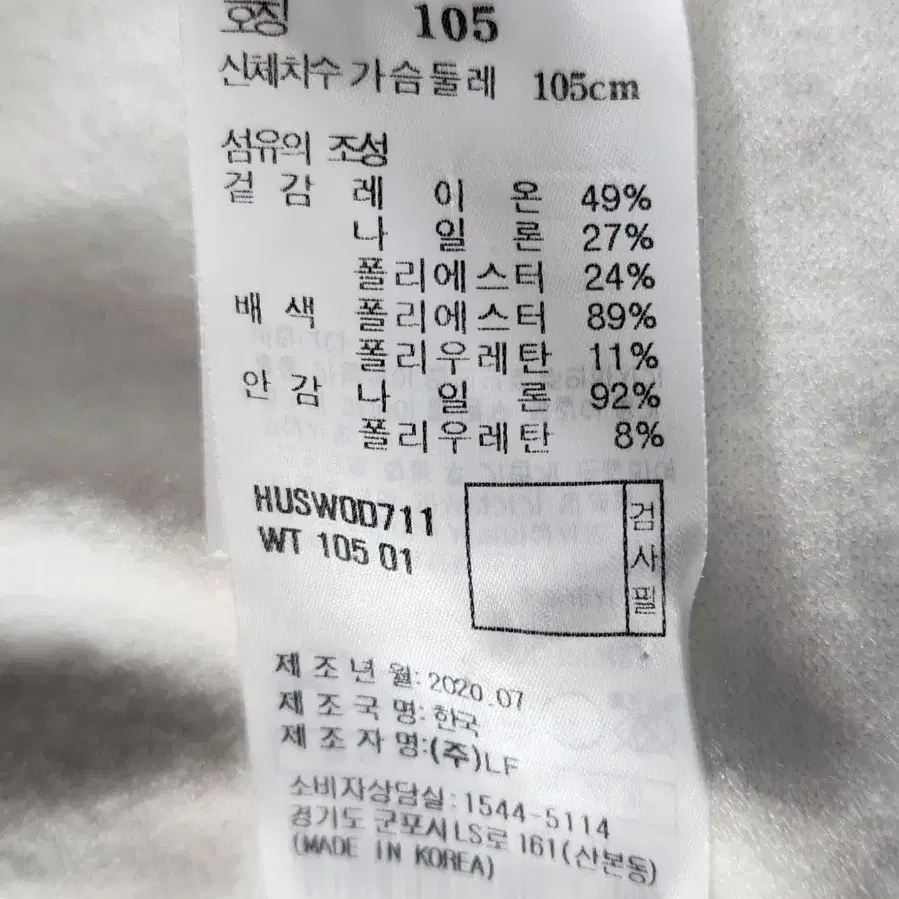 호칭 105
신체치수 가슴둘레 105cm
섬유의 조성
겉감 레이온 49%
나일론 27%
폴리에스터 24%
배색 폴리에스터 89%
폴리우레탄 11%
안감 나일론 92%
폴리우레탄 8%
HUSW0D711
WT 105 01
검사필
제조년월: 2020.07
제조국명: 한국
제조자명:(주)LF
소비자상담실: 1544-5114
경기도 군포시 LS로 161(산본동)
(MADE IN KOREA)